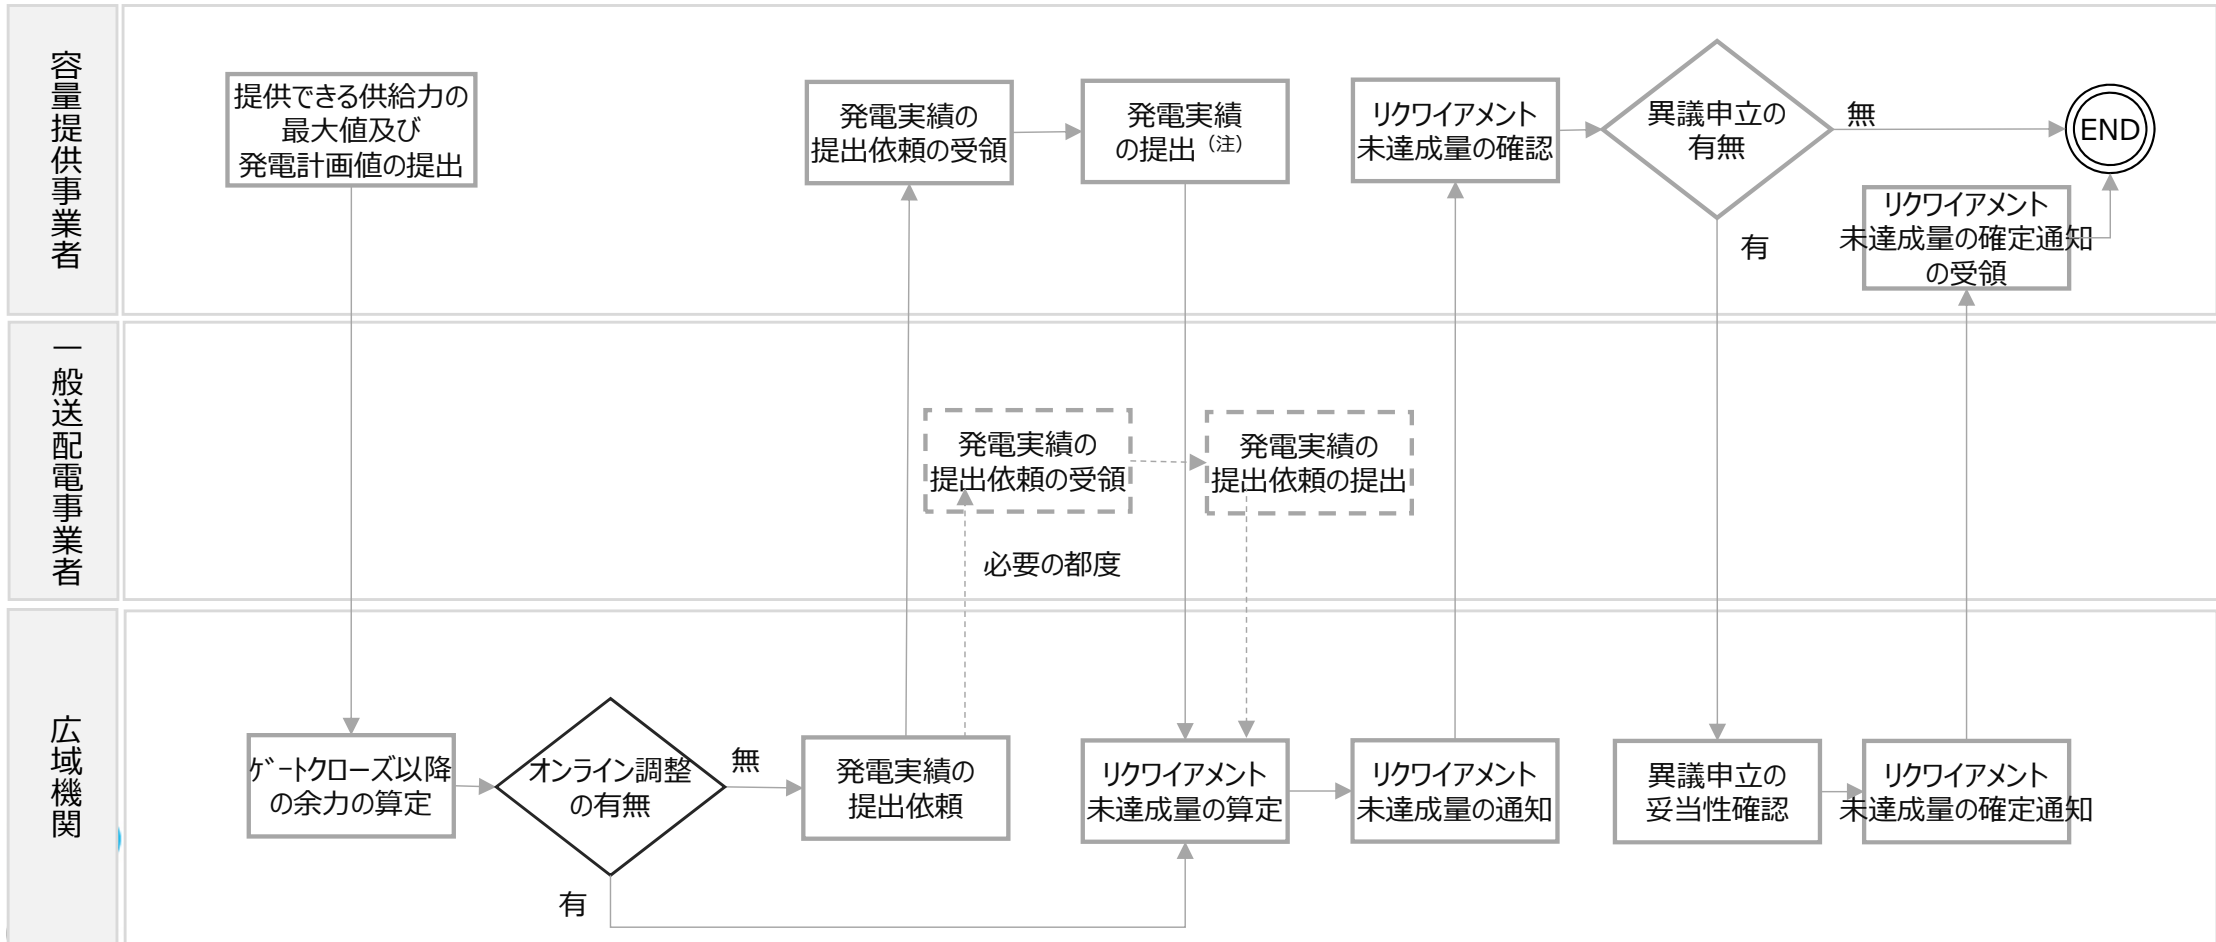 容量提供事業者
提供できる供給力の
最大値及び
発電計画値の提出
発電実績の
提出依頼の受領
発電実績
の提出（注）
リクワイアメント
未達成量の確認
異議申立の
有無
無
有
END
リクワイアメント
未達成量の確定通知
の受領
一般送配電事業者
発電実績の
提出依頼の受領
発電実績の
提出依頼の提出
必要の都度
広域機関
ｹﾞｰﾄクローズ以降
の余力の算定
オンライン調整
の有無
無
有
発電実績の
提出依頼
リクワイアメント
未達成量の算定
リクワイアメント
未達成量の通知
異議申立の
妥当性確認
リクワイアメント
未達成量の確定通知